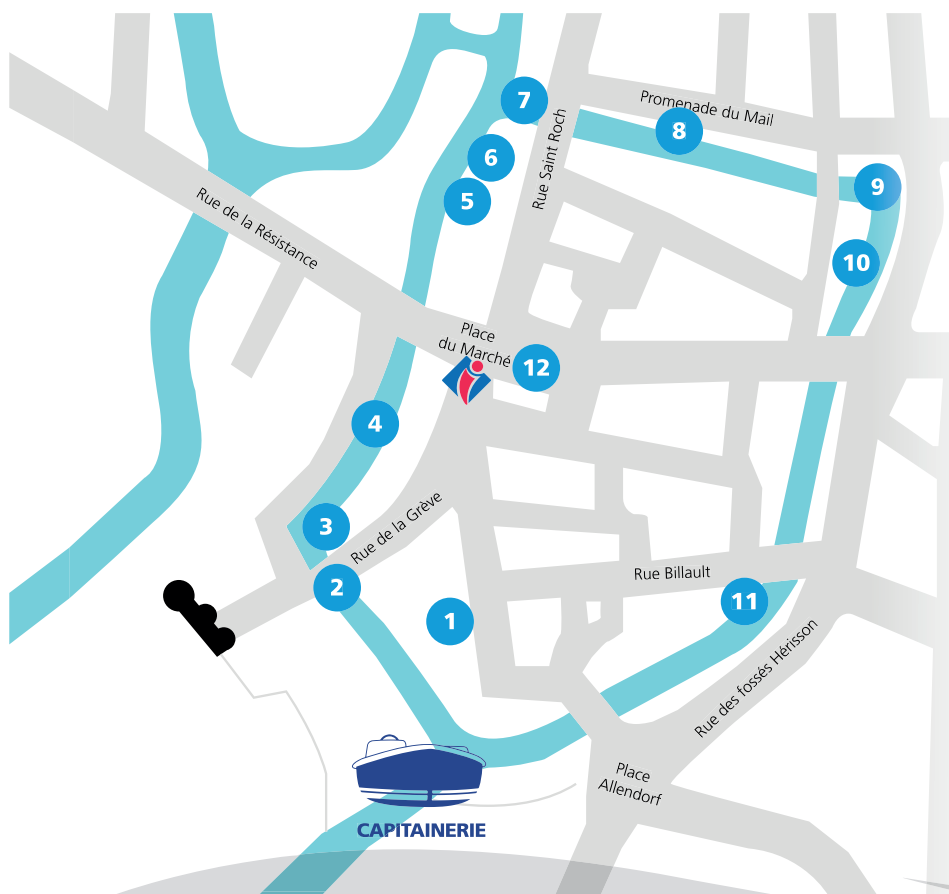 7
Promenade du Mail
8
6
Rue Saint Roch
5
9
Rue de la Résistance
10
Place
du Marché
12
4
3
Rue de la Grève
2
Rue Billault
1
11
Rue des fossés Hérisson
Place
Allendorf
CAPITAINERIE